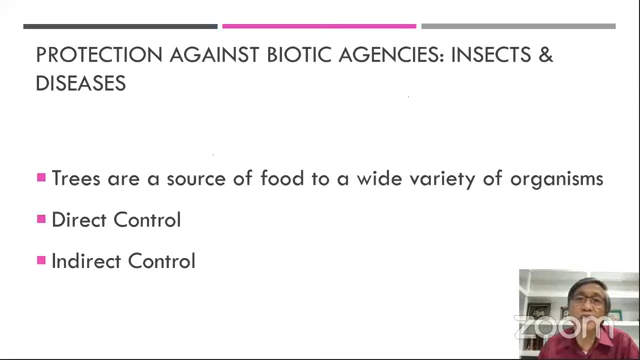 PROTECTION AGAINST BIOTIC AGENCIES: INSECTS &
DISEASES
Trees are a source of food to a wide variety of organisms
Direct Control
Indirect Control
zoom